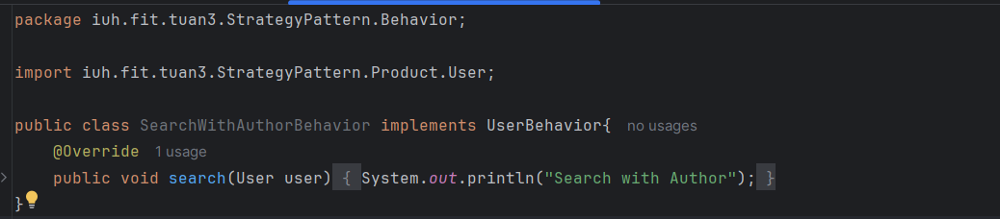 package iuh.fit.tuan3.StrategyPattern.Behavior;
import iuh.fit.tuan3.StrategyPattern.Product.User;
public class SearchWithAuthorBehavior implements UserBehavior{ no usages
@Override 1 usage
public void search(User user) { System.out.println("Search with Author"); }
}